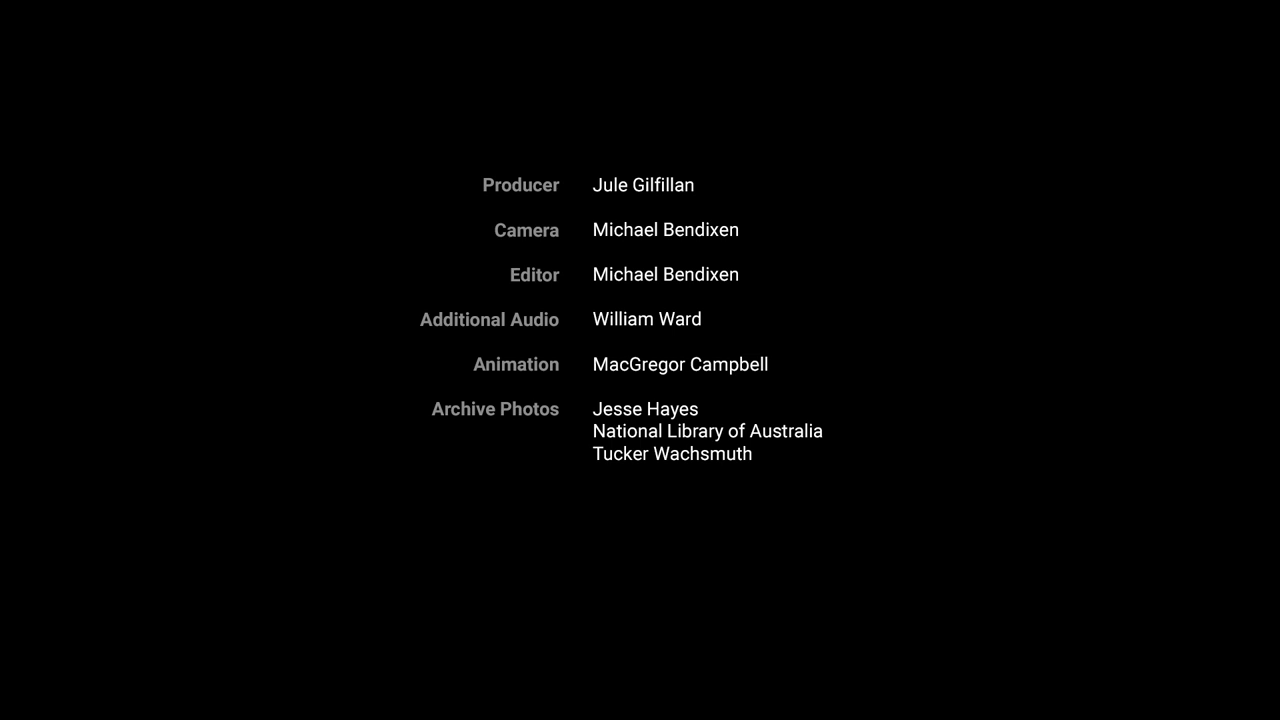 Producer Jule Gilfillan
Camera Michael Bendixen
Editor Michael Bendixen
Additional Audio William Ward
Animation MacGregor Campbell
Archive Photos Jesse Hayes
National Library of Australia
Tucker Wachsmuth